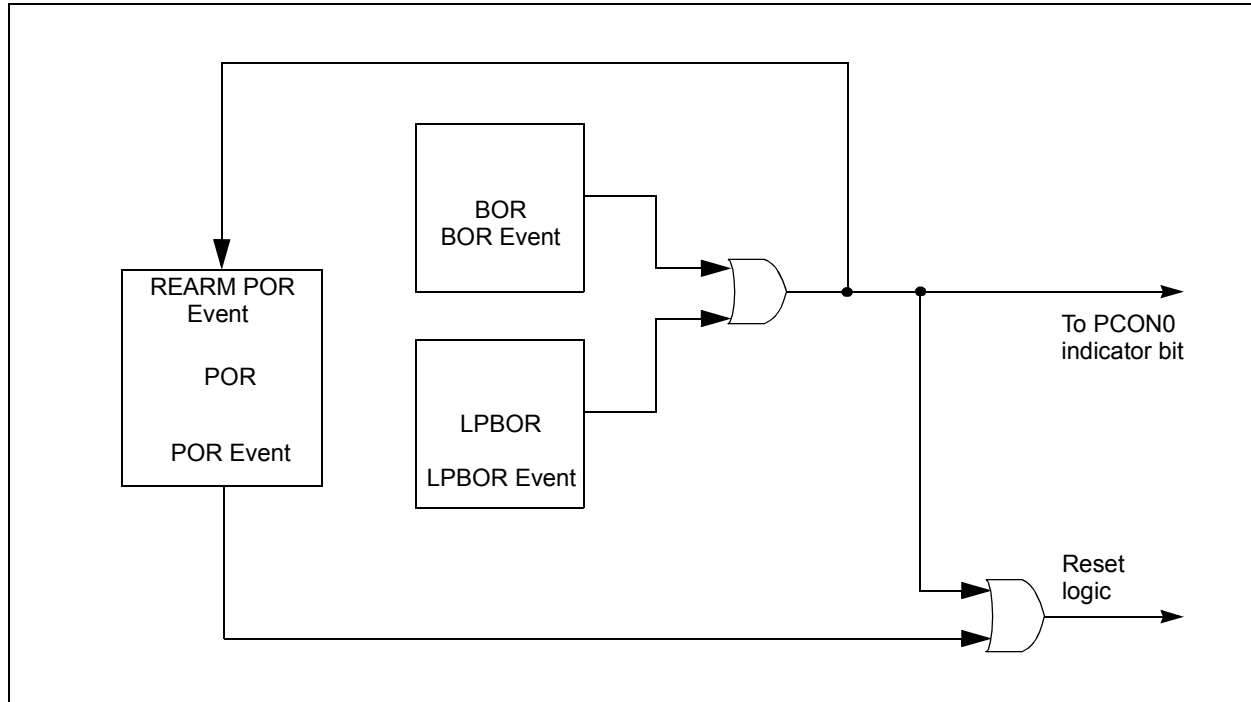 BOR
BOR Event
REARM POR
Event
POR
POR Event
LPBOR
LPBOR Event
To PCON0
indicator bit
Reset
logic